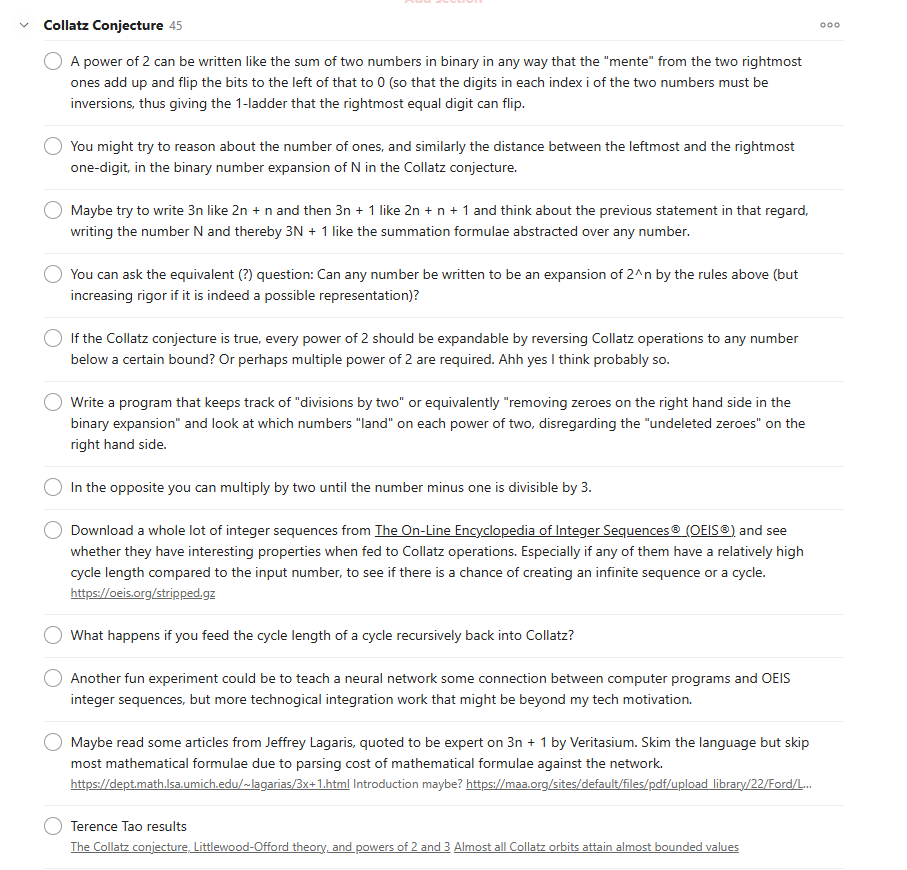 Add section
Collatz Conjecture 45
A power of 2 can be written like the sum of two numbers in binary in any way that the "mente" from the two rightmost
ones add up and flip the bits to the left of that to 0 (so that the digits in each index i of the two numbers must be
inversions, thus giving the 1-ladder that the rightmost equal digit can flip.
You might try to reason about the number of ones, and similarly the distance between the leftmost and the rightmost
one-digit, in the binary number expansion of N in the Collatz conjecture.
Maybe try to write 3n like 2n + n and then 3n + 1 like 2n + n + 1 and think about the previous statement in that regard,
writing the number N and thereby 3N + 1 like the summation formulae abstracted over any number.
You can ask the equivalent (?) question: Can any number be written to be an expansion of 2^n by the rules above (but
increasing rigor if it is indeed a possible representation)?
If the Collatz conjecture is true, every power of 2 should be expandable by reversing Collatz operations to any number
below a certain bound? Or perhaps multiple power of 2 are required. Ahh yes I think probably so.
Write a program that keeps track of "divisions by two" or equivalently "removing zeroes on the right hand side in the
binary expansion" and look at which numbers "land" on each power of two, disregarding the "undeleted zeroes" on the
right hand side.
In the opposite you can multiply by two until the number minus one is divisible by 3.
Download a whole lot of integer sequences from The On-Line Encyclopedia of Integer Sequences® (OEIS®) and see
whether they have interesting properties when fed to Collatz operations. Especially if any of them have a relatively high
cycle length compared to the input number, to see if there is a chance of creating an infinite sequence or a cycle.
https://oeis.org/stripped.gz
What happens if you feed the cycle length of a cycle recursively back into Collatz?
Another fun experiment could be to teach a neural network some connection between computer programs and OEIS
integer sequences, but more technogical integration work that might be beyond my tech motivation.
Maybe read some articles from Jeffrey Lagaris, quoted to be expert on 3n + 1 by Veritasium. Skim the language but skip
most mathematical formulae due to parsing cost of mathematical formulae against the network.
https://dept.math.lsa.umich.edu/~lagarias/3x+1.html Introduction maybe? https://maa.org/sites/default/files/pdf/upload_library/22/Ford/L...
Terence Tao results
The Collatz conjecture, Littlewood-Offord theory, and powers of 2 and 3 Almost all Collatz orbits attain almost bounded values